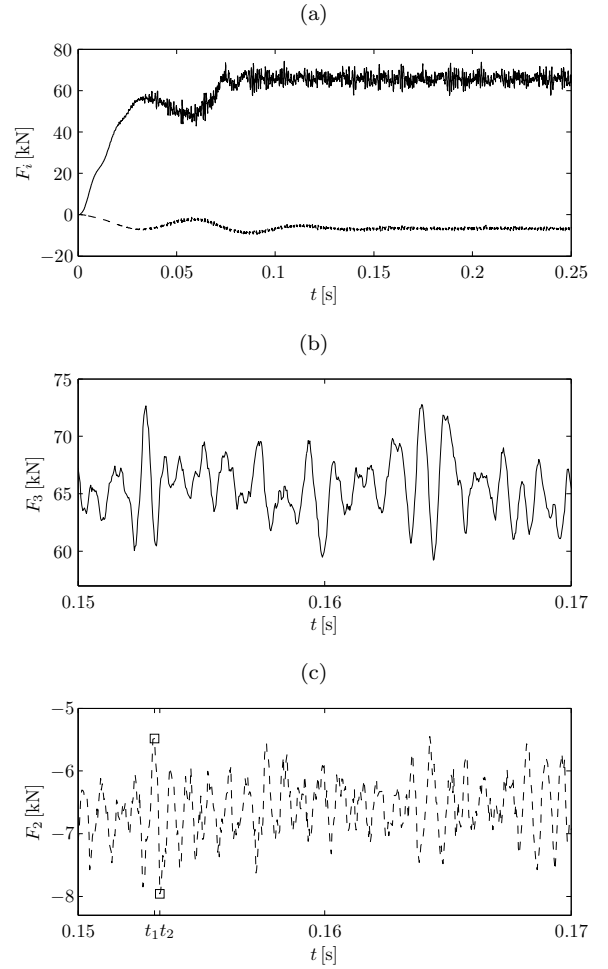 (a)
80
60
40
20
0
−20
F_i [kN]
0 0.05 0.1 0.15 0.2 0.25
t [s]
(b)
75
70
65
60
F_3 [kN]
0.15 0.16 0.17
t [s]
(c)
−5
−6
−7
−8
F_2 [kN]
0.15 t_1 t_2 0.16 0.17
t [s]